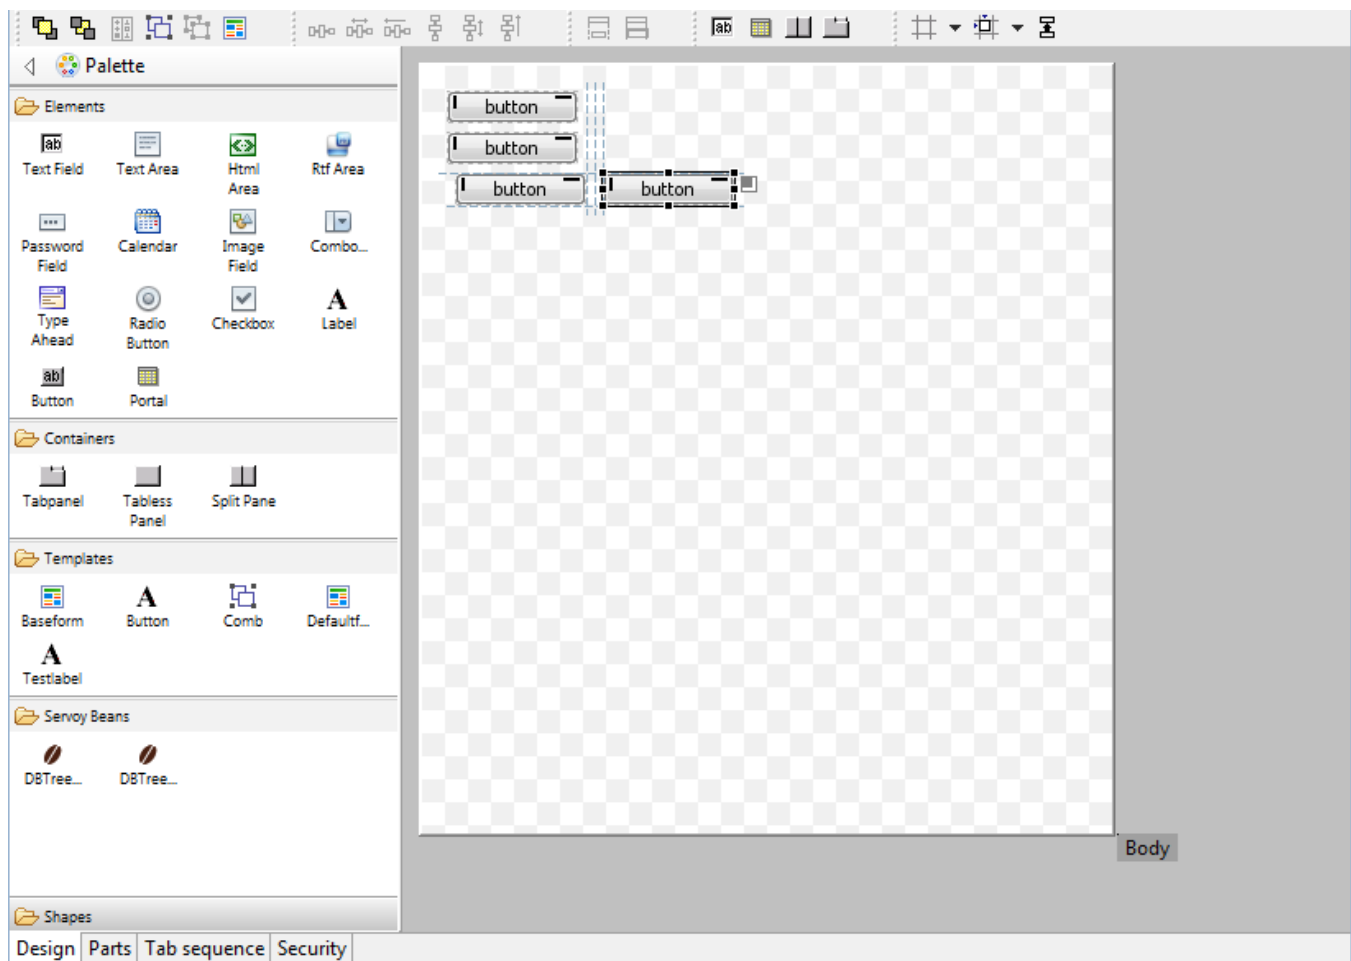 Palette
Elements
Text Field Text Area Html Area Rtf Area
Password Field Calendar Image Field Combo...
Type Ahead Radio Button Checkbox Label
Button Portal
Containers
Tabpanel Tabless Panel Split Pane
Templates
Baseform Button Comb Defaultf...
Testlabel
Servoy Beans
DBTree... DBTree...
Shapes
button
button
button button
Body
Design Parts Tab sequence Security